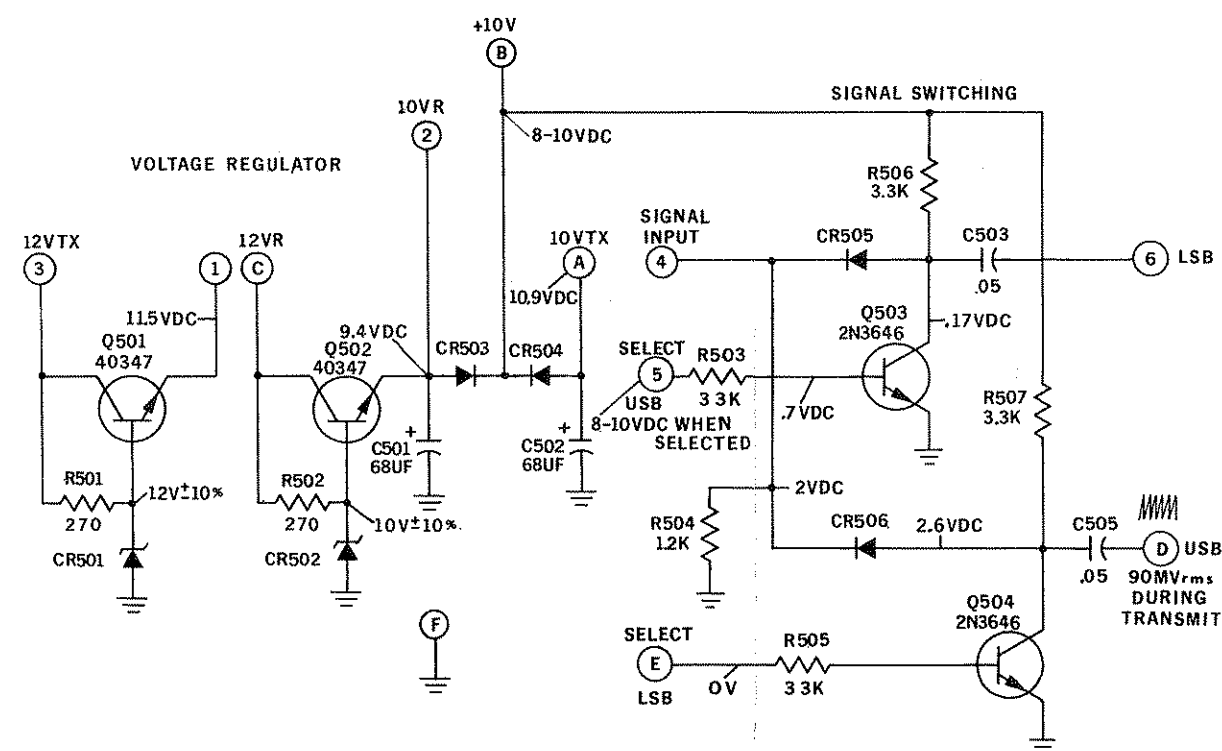 +10V
B
SIGNAL SWITCHING
10VR
2
8-10VDC
VOLTAGE REGULATOR
R506
3.3K
SIGNAL
INPUT
4
CR505
C503
.05
6
LSB
12VTX
3
1
12VR
C
10VTX
A
10.9VDC
11.5VDC
Q501
40347
Q502
40347
9.4VDC
CR503
CR504
Q503
2N3646
.17VDC
SELECT
5
USB
R503
33K
.7VDC
8-10VDC WHEN
SELECTED
R507
3.3K
+
C501
68UF
+
C502
68UF
R501
270
12V±10%
R502
270
10V±10%.
CR501
CR502
2VDC
R504
1.2K
CR506
2.6VDC
C505
.05
D
USB
90MVrms
DURING
TRANSMIT
F
Q504
2N3646
SELECT
E
LSB
0V
R505
33K